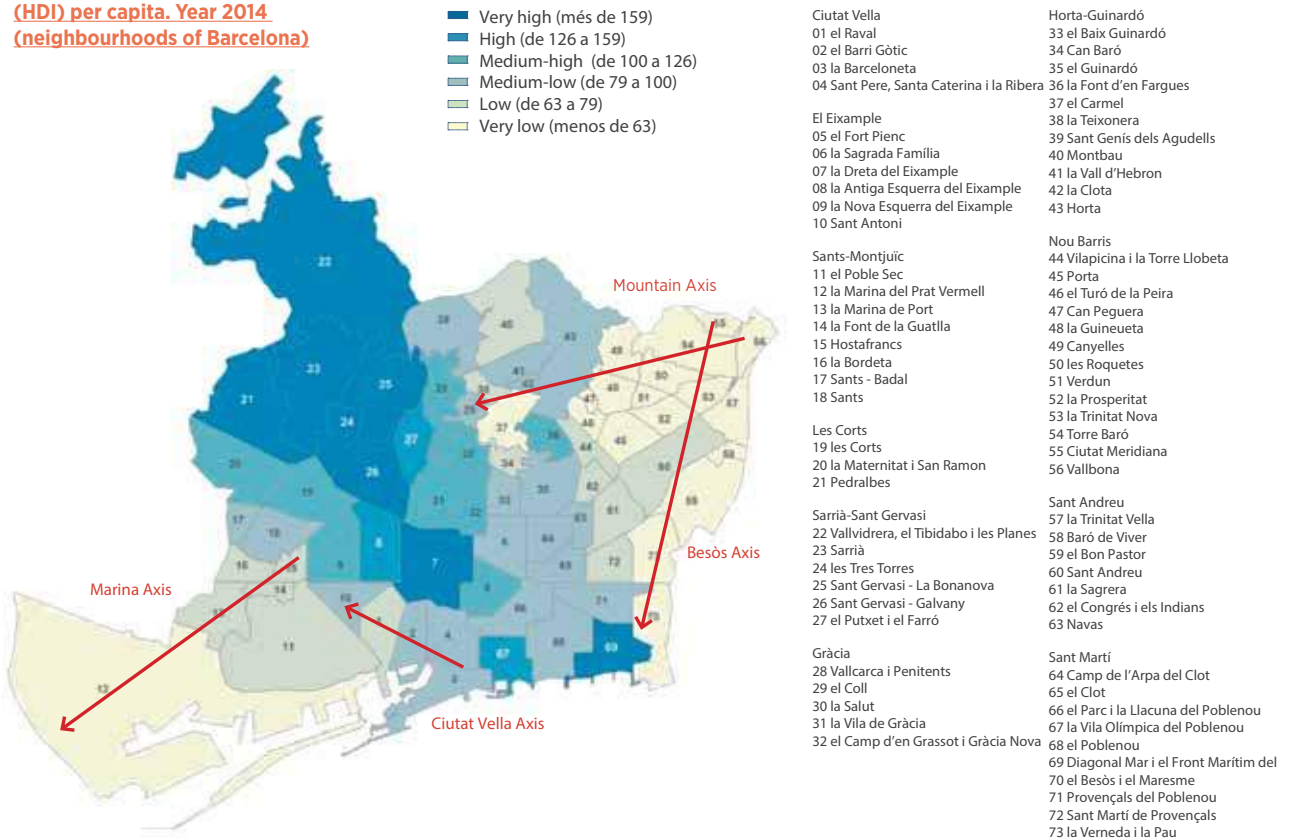 (HDI) per capita. Year 2014
(neighbourhoods of Barcelona)
Very high (més de 159)
High (de 126 a 159)
Medium-high (de 100 a 126)
Medium-low (de 79 a 100)
Low (de 63 a 79)
Very low (menos de 63)
Mountain Axis
Besòs Axis
Marina Axis
Ciutat Vella Axis
Ciutat Vella
01 el Raval
02 el Barri Gòtic
03 la Barceloneta
04 Sant Pere, Santa Caterina i la Ribera
El Eixample
05 el Fort Pienc
06 la Sagrada Família
07 la Dreta del Eixample
08 la Antiga Esquerra del Eixample
09 la Nova Esquerra del Eixample
10 Sant Antoni
Sants-Montjuïc
11 el Poble Sec
12 la Marina del Prat Vermell
13 la Marina de Port
14 la Font de la Guatlla
15 Hostafrancs
16 la Bordeta
17 Sants - Badal
18 Sants
Les Corts
19 les Corts
20 la Maternitat i San Ramon
21 Pedralbes
Sarrià-Sant Gervasi
22 Vallvidrera, el Tibidabo i les Planes
23 Sarrià
24 les Tres Torres
25 Sant Gervasi - La Bonanova
26 Sant Gervasi - Galvany
27 el Putxet i el Farró
Gràcia
28 Vallcarca i Penitents
29 el Coll
30 la Salut
31 la Vila de Gràcia
32 el Camp d'en Grassot i Gràcia Nova
Horta-Guinardó
33 el Baix Guinardó
34 Can Baró
35 el Guinardó
36 la Font d'en Fargues
37 el Carmel
38 la Teixonera
39 Sant Genís dels Agudells
40 Montbau
41 la Vall d'Hebron
42 la Clota
43 Horta
Nou Barris
44 Vilapicina i la Torre Llobeta
45 Porta
46 el Turó de la Peira
47 Can Peguera
48 la Guineueta
49 Canyelles
50 les Roquetes
51 Verdun
52 la Prosperitat
53 la Trinitat Nova
54 Torre Baró
55 Ciutat Meridiana
56 Vallbona
Sant Andreu
57 la Trinitat Vella
58 Baró de Viver
59 el Bon Pastor
60 Sant Andreu
61 la Sagrera
62 el Congrés i els Indians
63 Navas
Sant Martí
64 Camp de l'Arpa del Clot
65 el Clot
66 el Parc i la Llacuna del Poblenou
67 la Vila Olímpica del Poblenou
68 el Poblenou
69 Diagonal Mar i el Front Marítim del
70 el Besòs i el Maresme
71 Provençals del Poblenou
72 Sant Martí de Provençals
73 la Verneda i la Pau
22
23
21
25
24
27
26
7
67
69
11
12